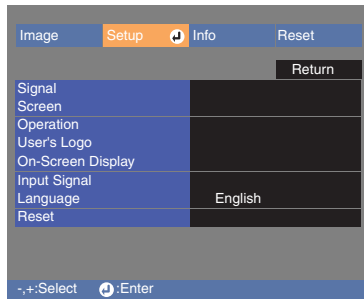 Image Setup Info Reset
Return
Signal
Screen
Operation
User's Logo
On-Screen Display
Input Signal
Language English
Reset
-,+:Select :Enter